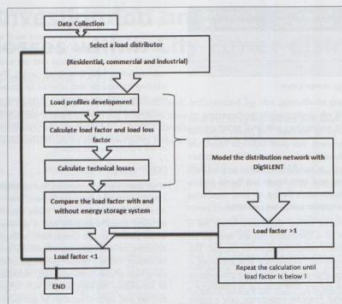 Data Collection
Select a load distributor
(Residential, commercial and industrial)
Load profiles development
Calculate load factor and load loss
factor
Calculate technical losses
Model the distribution network with
DigSILENT
Compare the load factor with and
without energy storage system
Load factor >1
Load factor <1
Repeat the calculation until
load factor is below 1
END